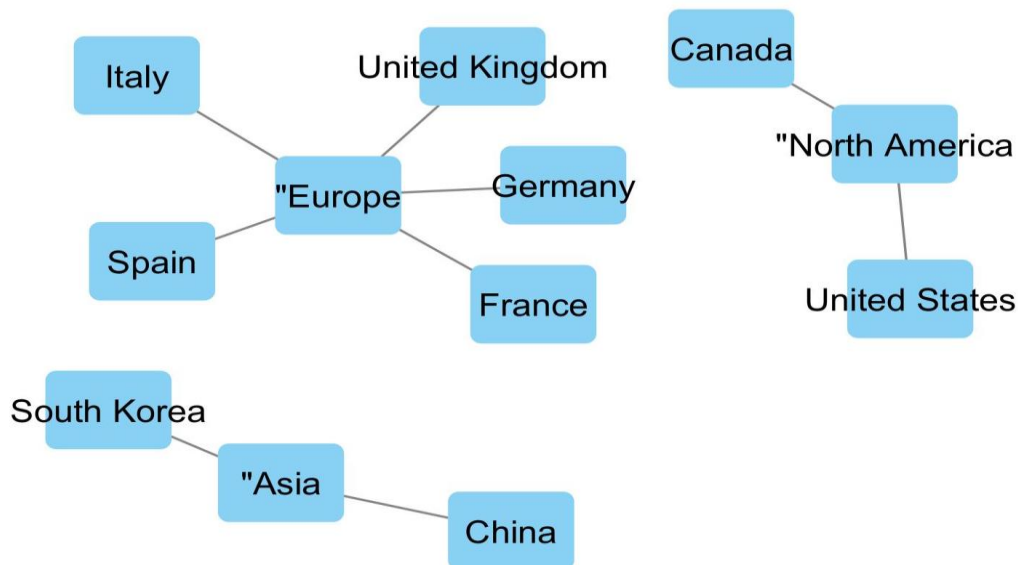 Italy
United Kingdom
Canada
"North America
"Europe
Germany
Spain
France
United States
South Korea
"Asia
China